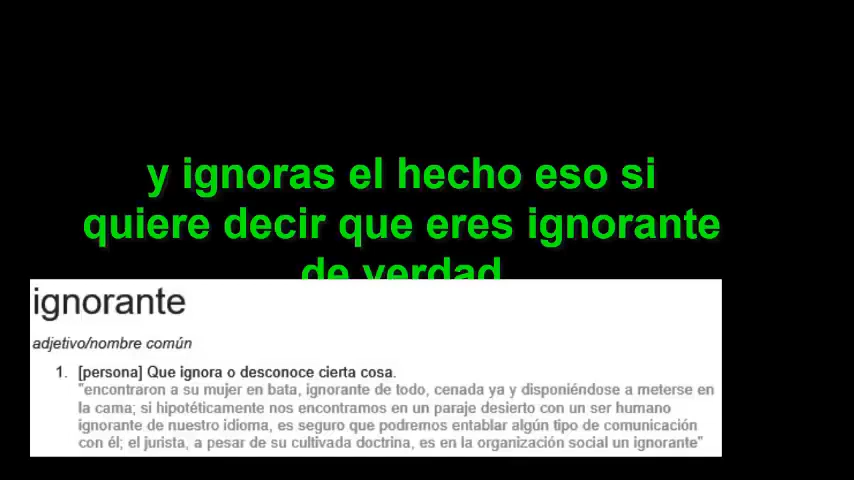 y ignoras el hecho eso si
quiere decir que eres ignorante
de verdad
ignorante
adjetivo/nombre común
1. [persona] Que ignora o desconoce cierta cosa.
"encontraron a su mujer en bata, ignorante de todo, cenada ya y disponiéndose a meterse en
la cama; si hipotéticamente nos encontramos en un paraje desierto con un ser humano
ignorante de nuestro idioma, es seguro que podremos entablar algún tipo de comunicación
con él; el jurista, a pesar de su cultivada doctrina, es en la organización social un ignorante"